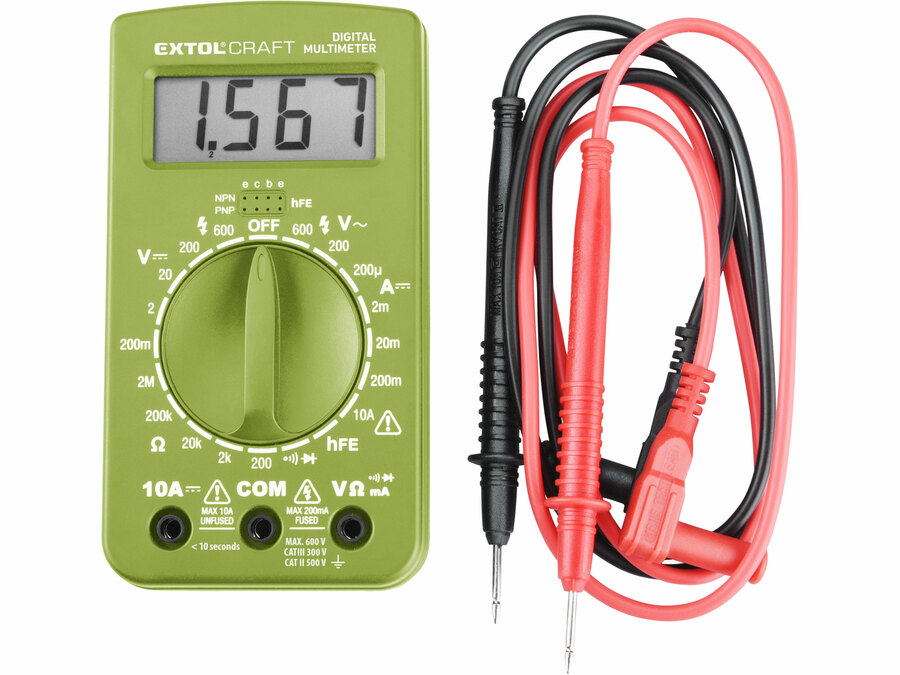 EXTOL® CRAFT
DIGITAL
MULTIMETER
1.567
2
e c b e
NPN
PNP
hFE
OFF
600
V~
200
200µ
A⎓
2m
20m
200m
10A
hFE
200
2k
20k
Ω
200k
2M
200m
2
20
V⎓
200
600
10A⎓
COM
VΩmA
MAX 10A
UNFUSED
MAX 200mA
FUSED
< 10 seconds
MAX. 600 V
CATIII 300 V
CAT II 500 V